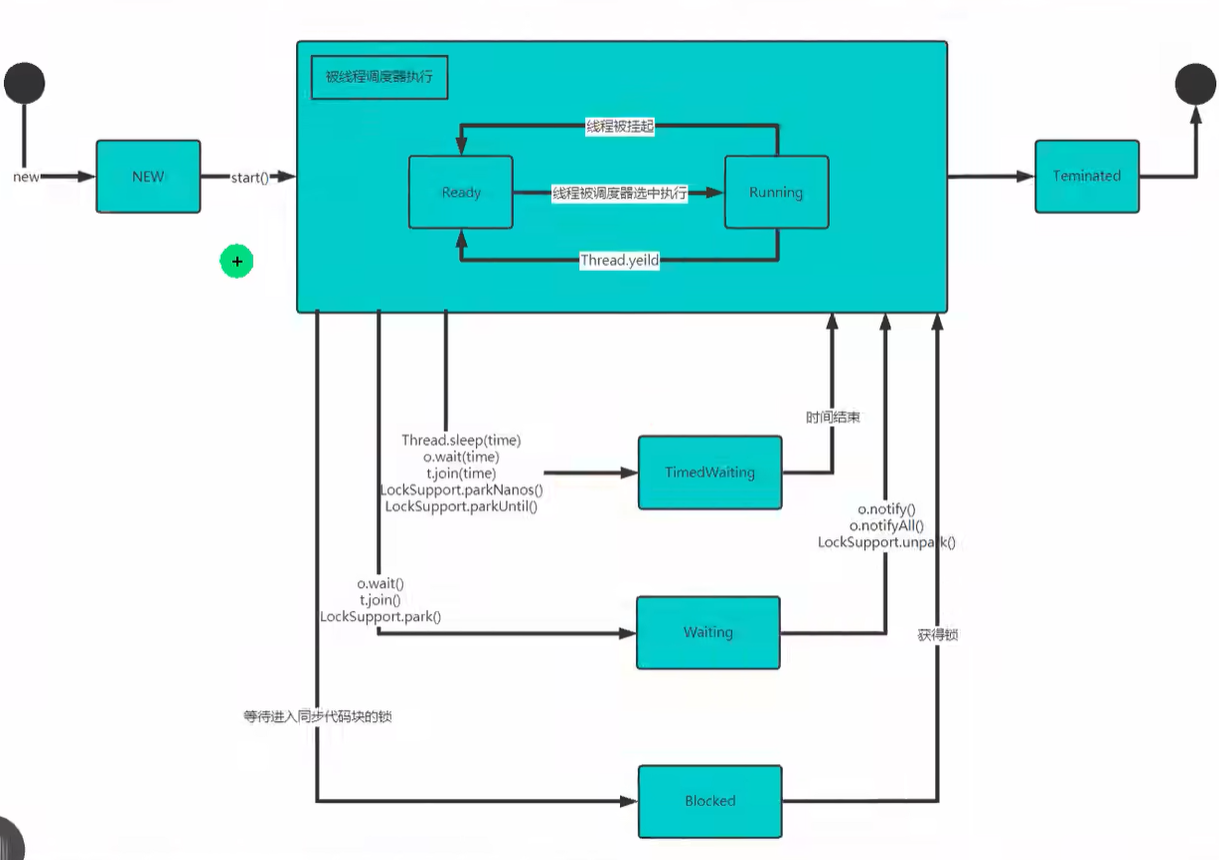 被线程调度器执行
线程被挂起
new
NEW
start()
Ready
线程被调度器选中执行
Running
Teminated
Thread.yeild
时间结束
Thread.sleep(time)
o.wait(time)
t.join(time)
LockSupport.parkNanos()
LockSupport.parkUntil()
TimedWaiting
o.notify()
o.notifyAll()
LockSupport.unpark()
o.wait()
t.join()
LockSupport.park()
Waiting
获得锁
等待进入同步代码块的锁
Blocked